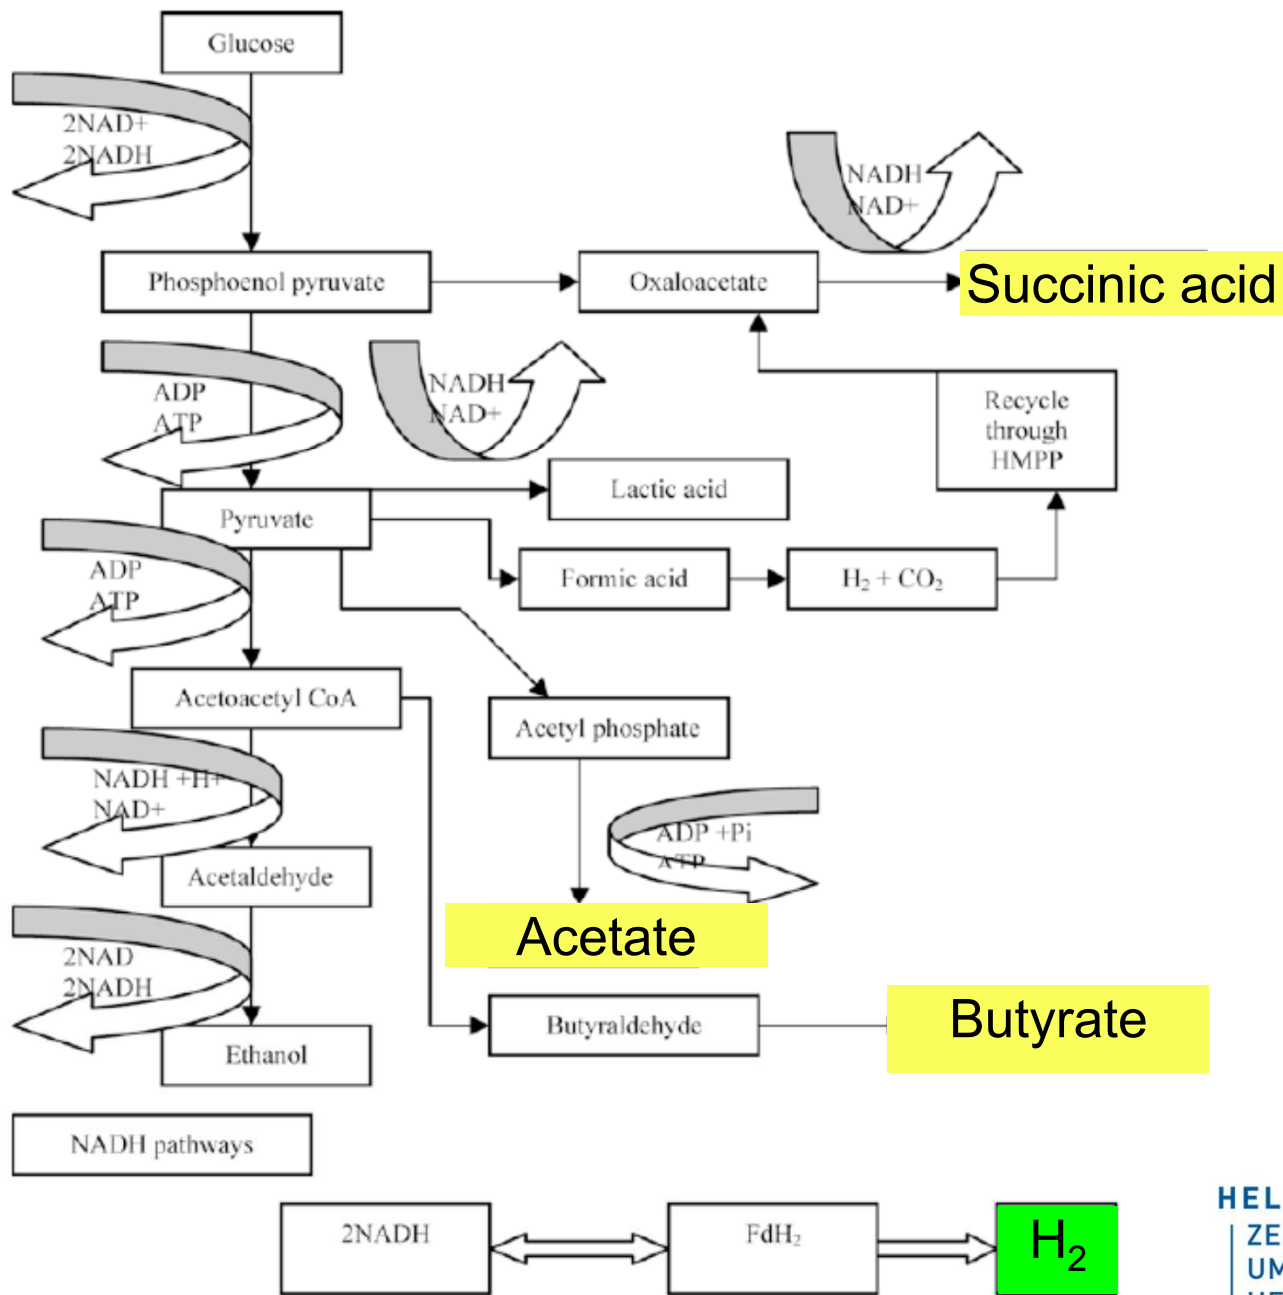 Glucose
2NAD+
2NADH
NADH
NAD+
Phosphoenol pyruvate
Oxaloacetate
Succinic acid
ADP
ATP
NADH
NAD+
Recycle
through
HMPP
Lactic acid
Pyruvate
ADP
ATP
Formic acid
H₂ + CO₂
Acetoacetyl CoA
Acetyl phosphate
NADH +H+
NAD+
ADP +Pi
ATP
Acetaldehyde
Acetate
2NAD
2NADH
Butyraldehyde
Butyrate
Ethanol
NADH pathways
2NADH
FdH₂
H₂
HEL
ZE
UM